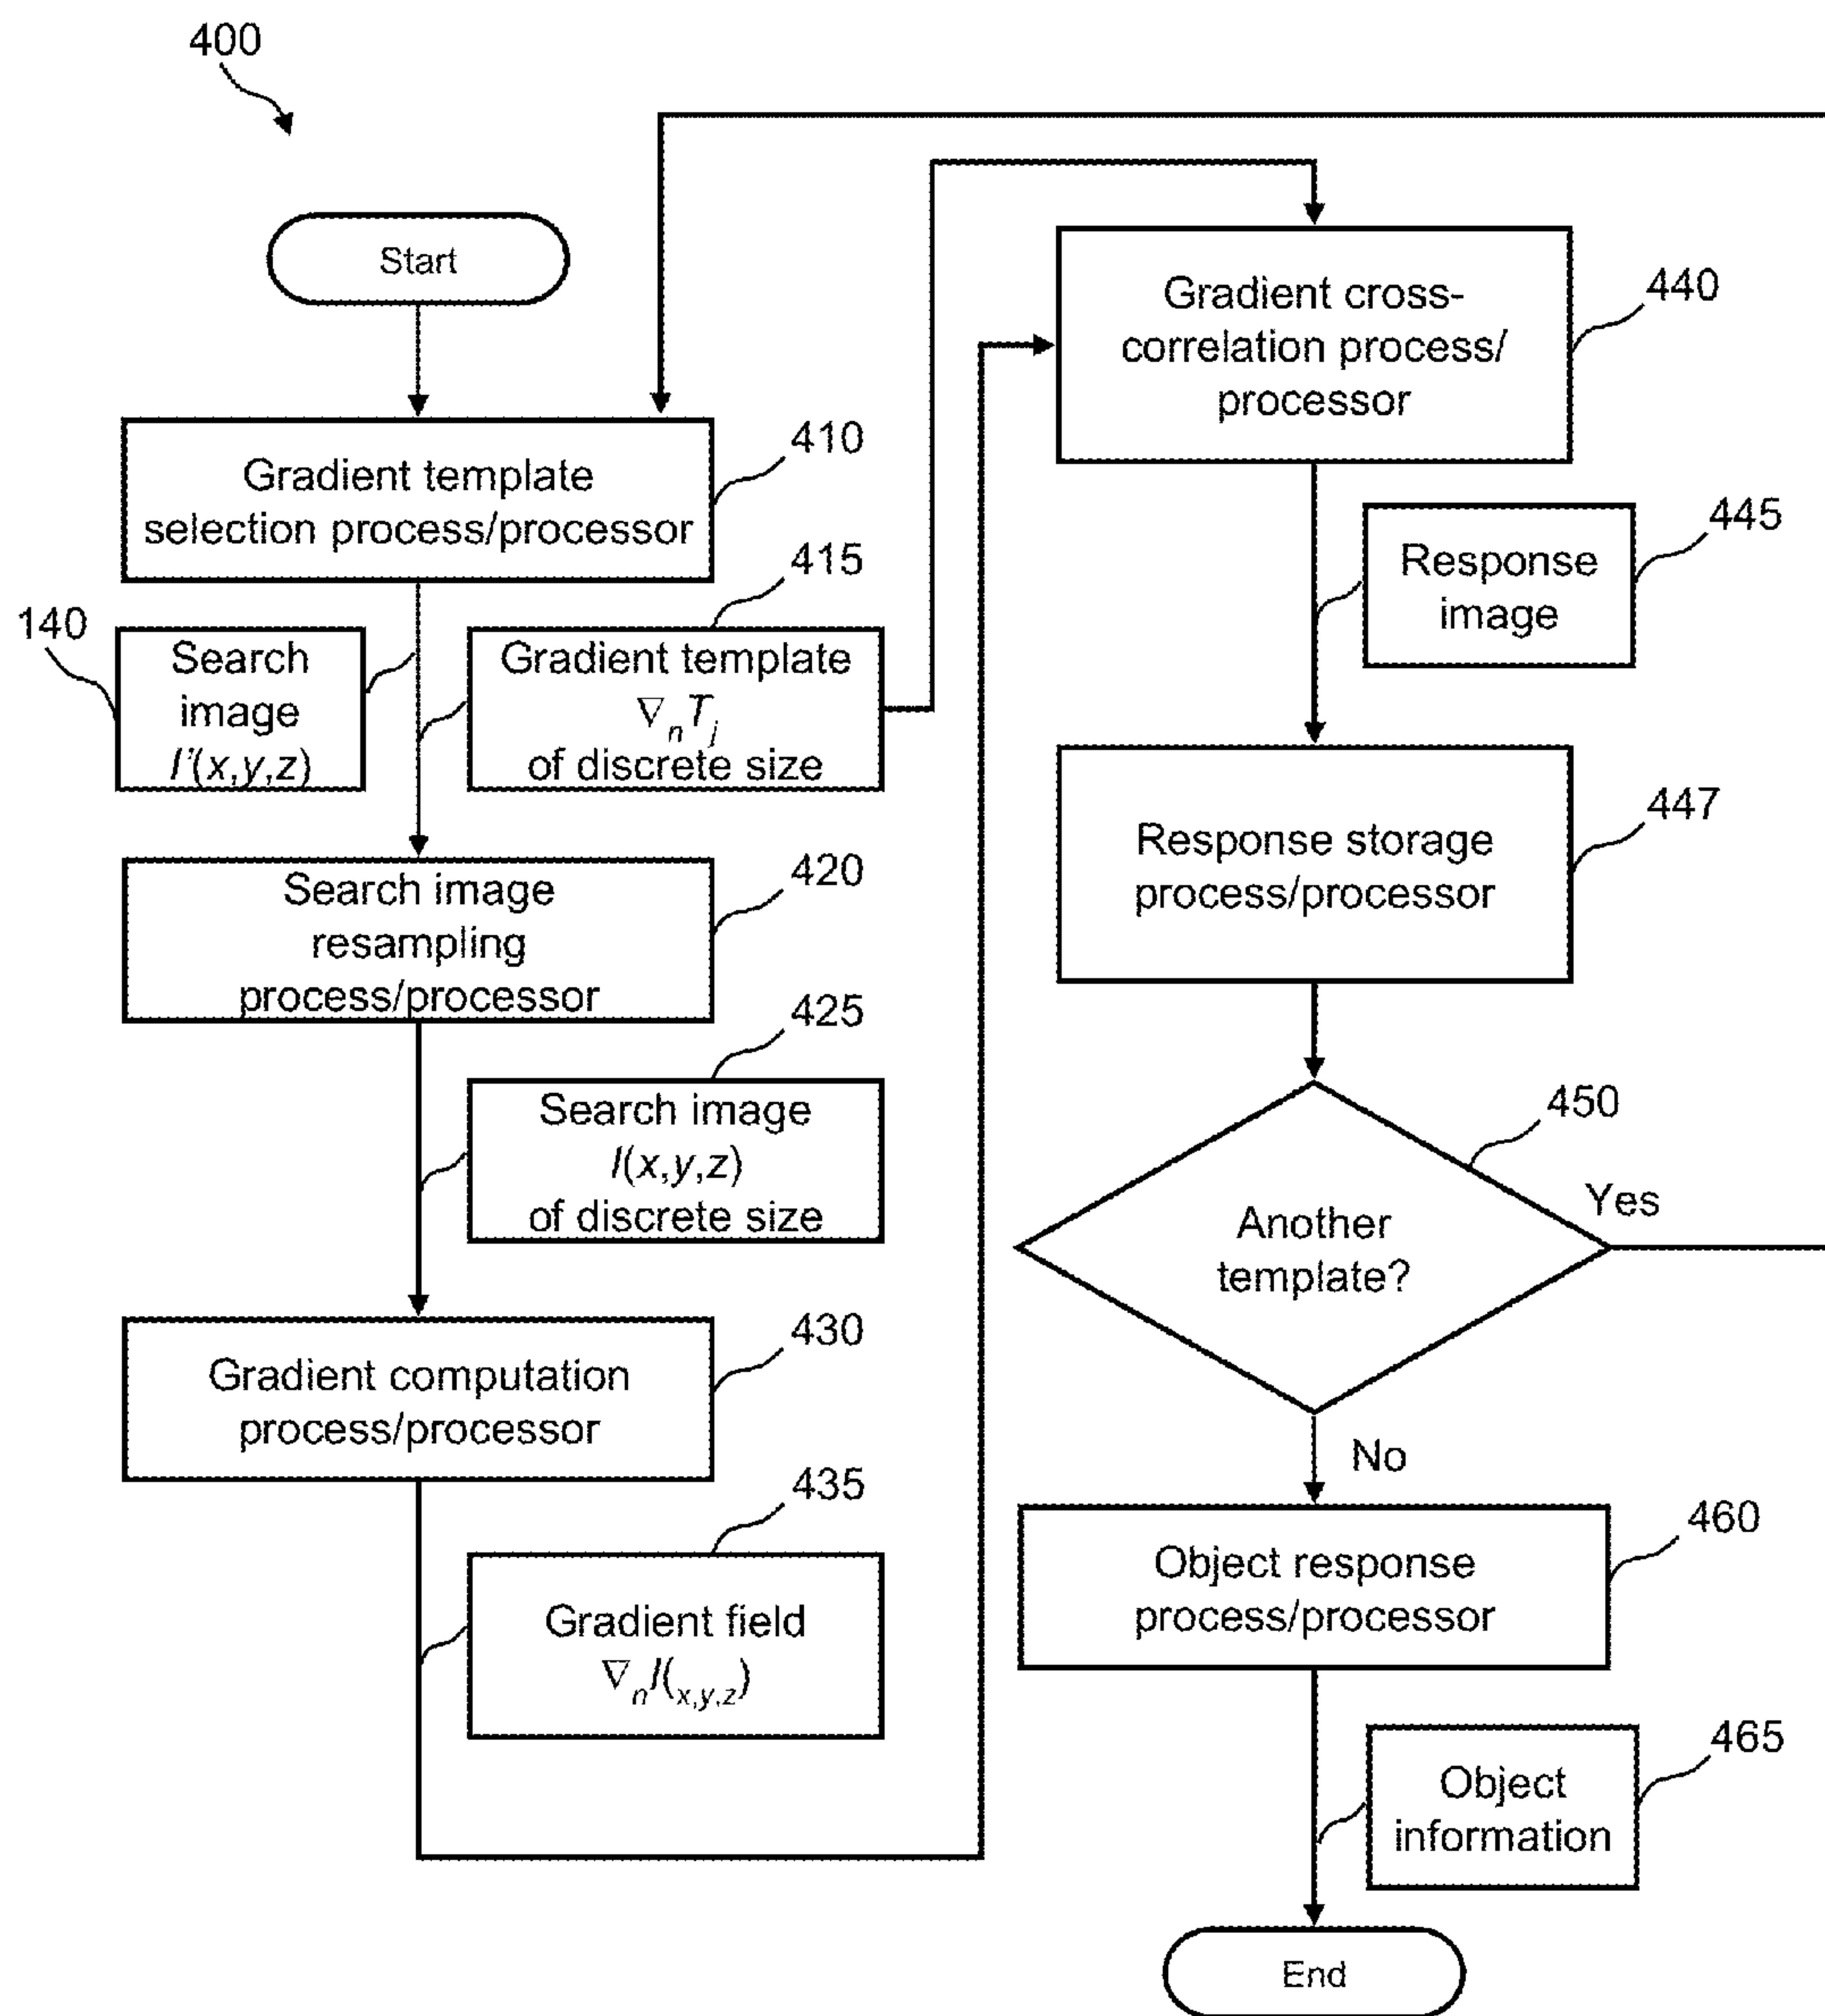 400
Start
Gradient template
selection process/processor
410
140
Search
image
I'(x,y,z)
415
Gradient template
∇nTj
of discrete size
Search image
resampling
process/processor
420
425
Search image
I(x,y,z)
of discrete size
Gradient computation
process/processor
430
435
Gradient field
∇nI(x,y,z)
Gradient cross-
correlation process/
processor
440
445
Response
image
Response storage
process/processor
447
450
Another
template?
Yes
No
Object response
process/processor
460
465
Object
information
End